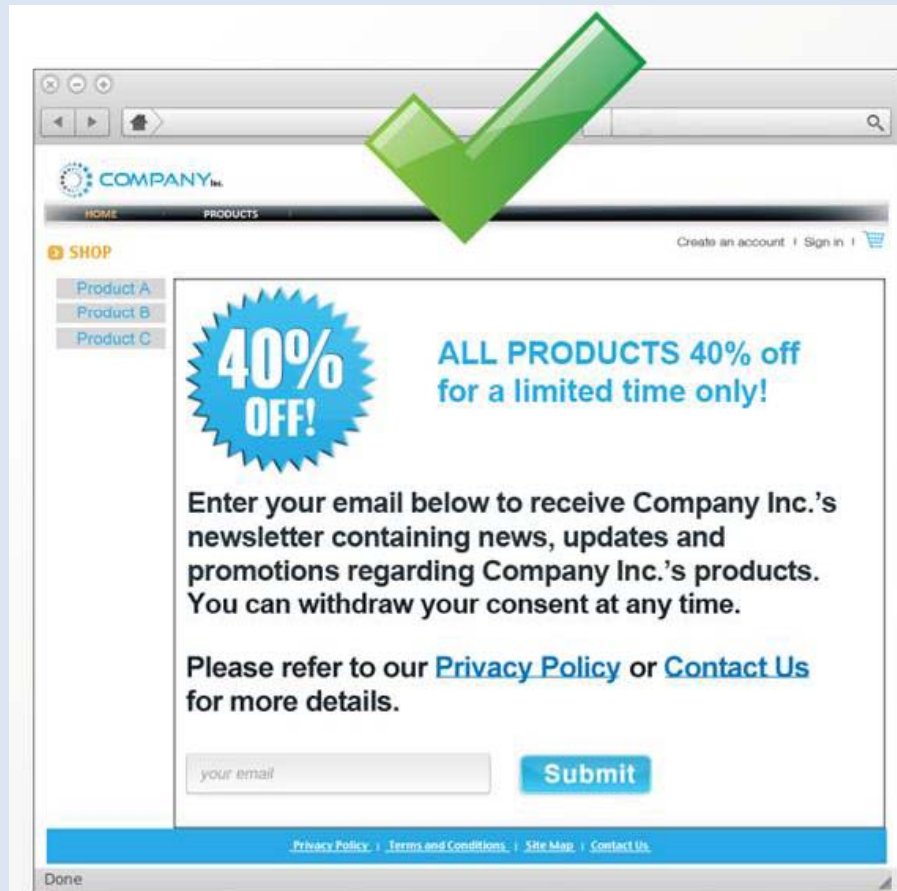 COMPANY Inc.
HOME PRODUCTS
Create an account | Sign in |
SHOP
Product A
Product B
Product C
40%
OFF!
ALL PRODUCTS 40% off
for a limited time only!
Enter your email below to receive Company Inc.'s
newsletter containing news, updates and
promotions regarding Company Inc.'s products.
You can withdraw your consent at any time.
Please refer to our Privacy Policy or Contact Us
for more details.
your email
Submit
Privacy Policy | Terms and Conditions | Site Map | Contact Us
Done